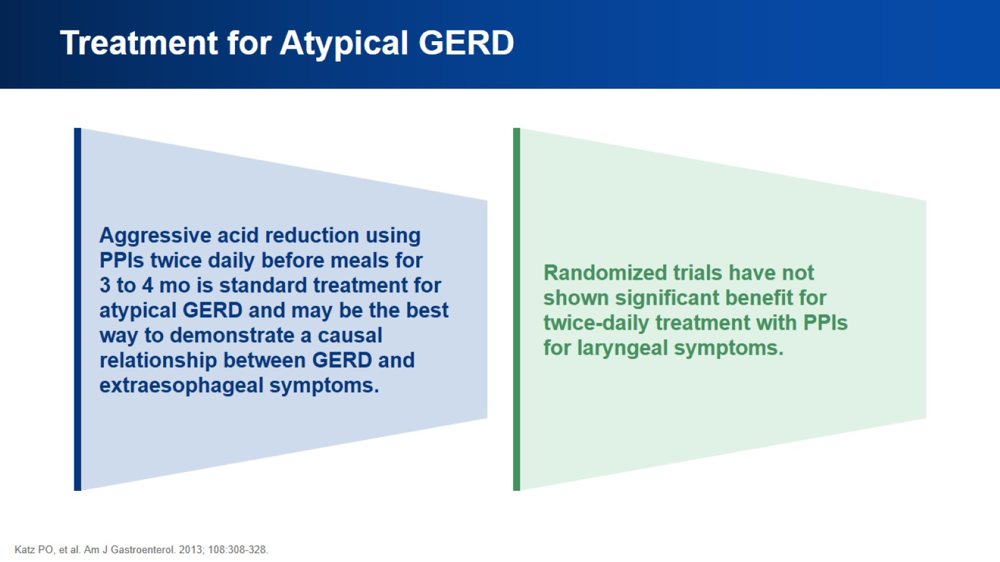 Treatment for Atypical GERD
Aggressive acid reduction using
PPIs twice daily before meals for
3 to 4 mo is standard treatment for
atypical GERD and may be the best
way to demonstrate a causal
relationship between GERD and
extraesophageal symptoms.
Randomized trials have not
shown significant benefit for
twice-daily treatment with PPIs
for laryngeal symptoms.
Katz PO, et al. Am J Gastroenterol. 2013; 108:308-328.